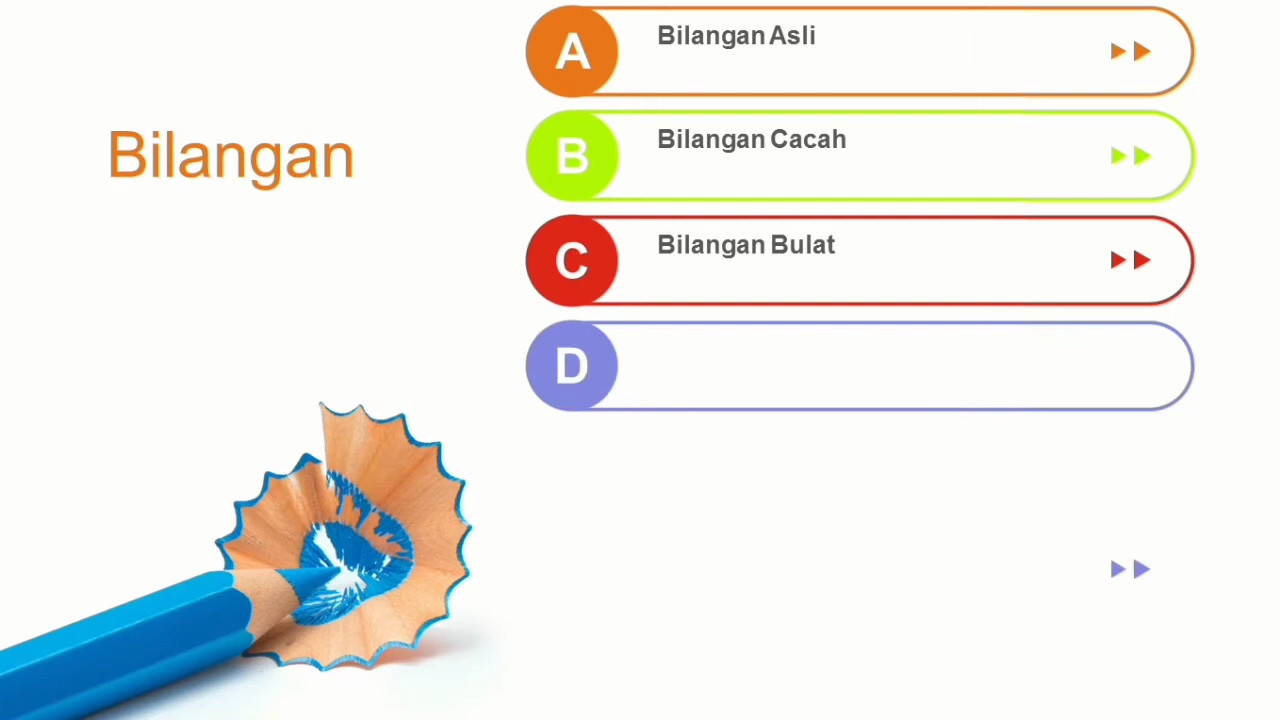 Bilangan
A
Bilangan Asli
B
Bilangan Cacah
C
Bilangan Bulat
D